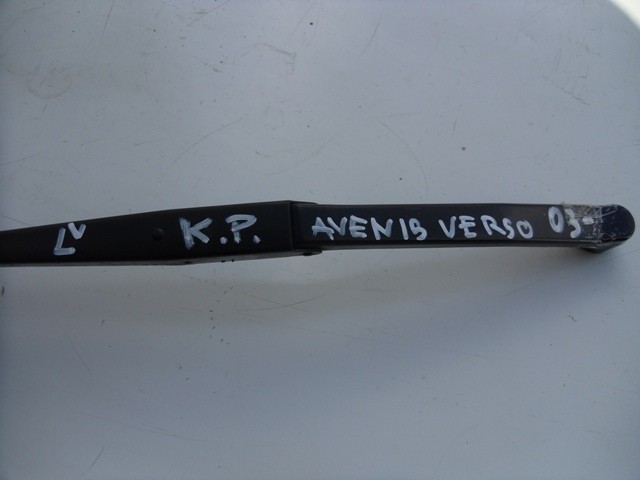 LV K.P. AVENIS VERSO 03-